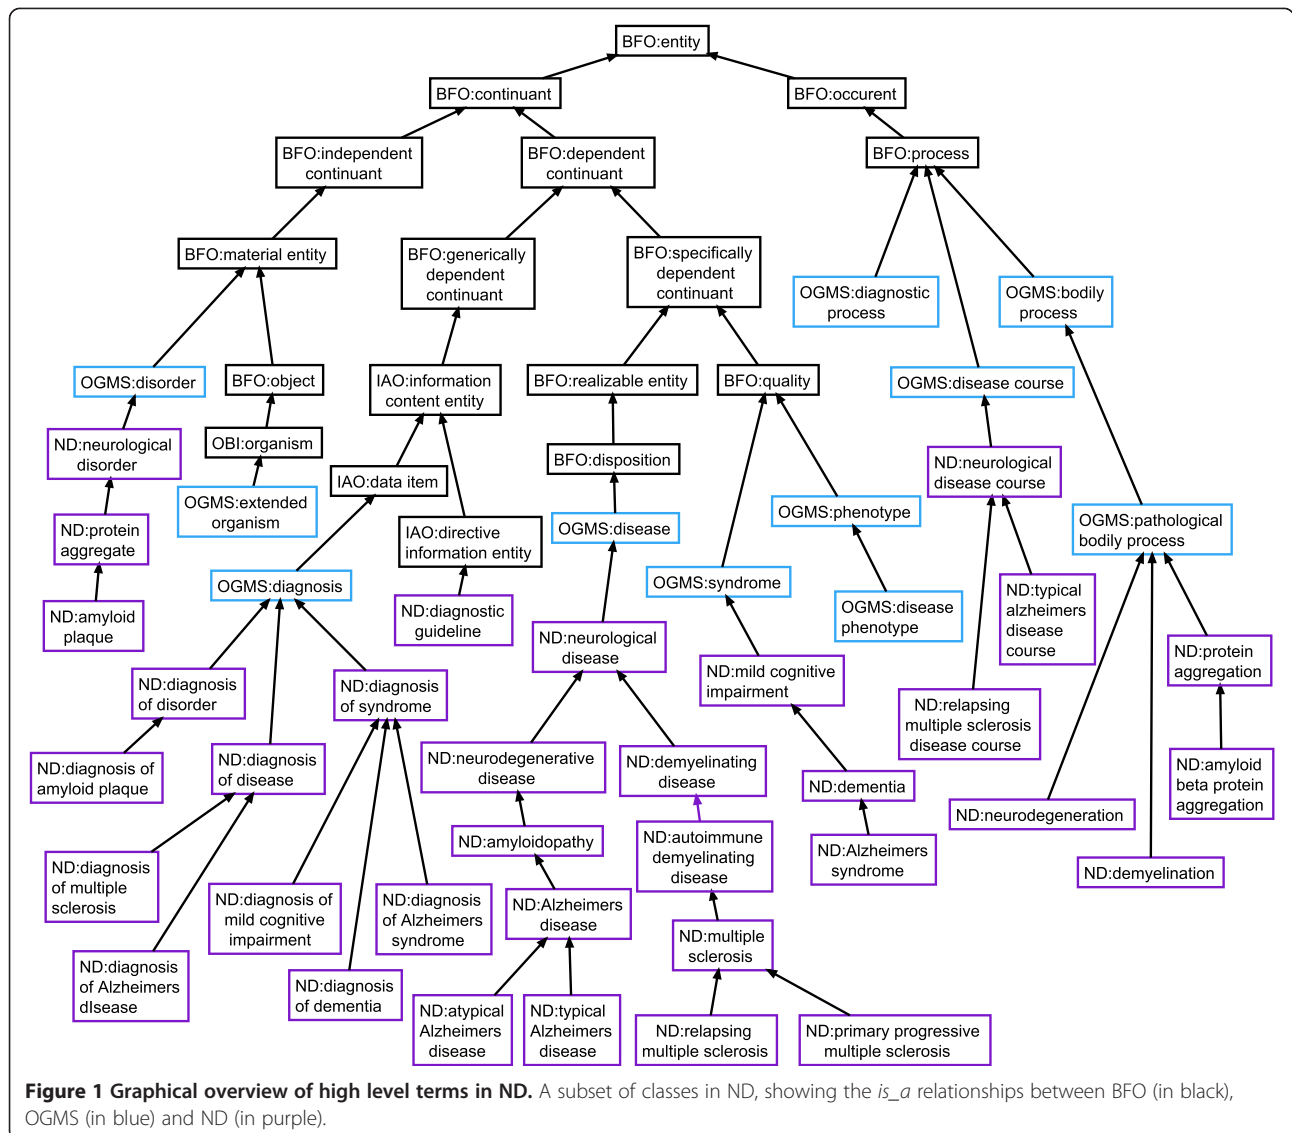 BFO:entity
BFO:continuant
BFO:occurent
BFO:independent
continuant
BFO:dependent
continuant
BFO:process
BFO:material entity
BFO:generically
dependent
continuant
BFO:specifically
dependent
continuant
OGMS:diagnostic
process
OGMS:bodily
process
OGMS:disorder
BFO:object
IAO:information
content entity
BFO:realizable entity
BFO:quality
OGMS:disease course
ND:neurological
disorder
OBI:organism
BFO:disposition
ND:neurological
disease course
IAO:data item
OGMS:extended
organism
OGMS:phenotype
ND:protein
aggregate
IAO:directive
information entity
OGMS:disease
OGMS:pathological
bodily process
OGMS:diagnosis
OGMS:syndrome
ND:typical
alzheimers
disease
course
ND:amyloid
plaque
ND:diagnostic
guideline
OGMS:disease
phenotype
ND:neurological
disease
ND:protein
aggregation
ND:diagnosis
of disorder
ND:diagnosis
of syndrome
ND:mild cognitive
impairment
ND:relapsing
multiple sclerosis
disease course
ND:diagnosis of
amyloid plaque
ND:diagnosis
of disease
ND:neurodegenerative
disease
ND:demyelinating
disease
ND:dementia
ND:amyloid
beta protein
aggregation
ND:neurodegeneration
ND:amyloidopathy
ND:autoimmune
demyelinating
disease
ND:Alzheimers
syndrome
ND:demyelination
ND:diagnosis
of multiple
sclerosis
ND:diagnosis of
mild cognitive
impairment
ND:diagnosis
of Alzheimers
syndrome
ND:Alzheimers
disease
ND:multiple
sclerosis
ND:diagnosis
of Alzheimers
dIsease
ND:diagnosis
of dementia
ND:atypical
Alzheimers
disease
ND:typical
Alzheimers
disease
ND:relapsing
multiple sclerosis
ND:primary progressive
multiple sclerosis
Figure 1 Graphical overview of high level terms in ND. A subset of classes in ND, showing the is_a relationships between BFO (in black),
OGMS (in blue) and ND (in purple).